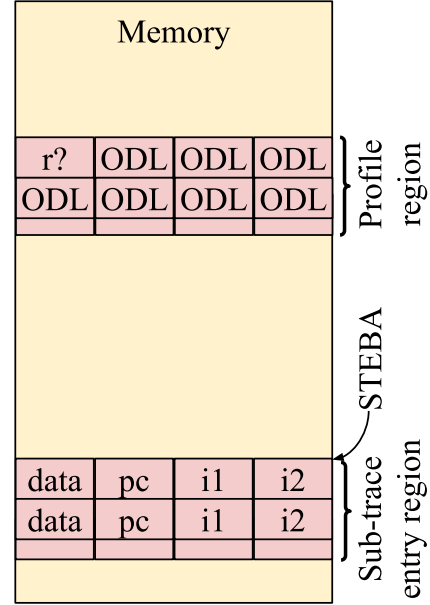 Memory
r? ODL ODL ODL
ODL ODL ODL ODL
Profile
region
STEBA
data pc i1 i2
data pc i1 i2
Sub-trace
entry region